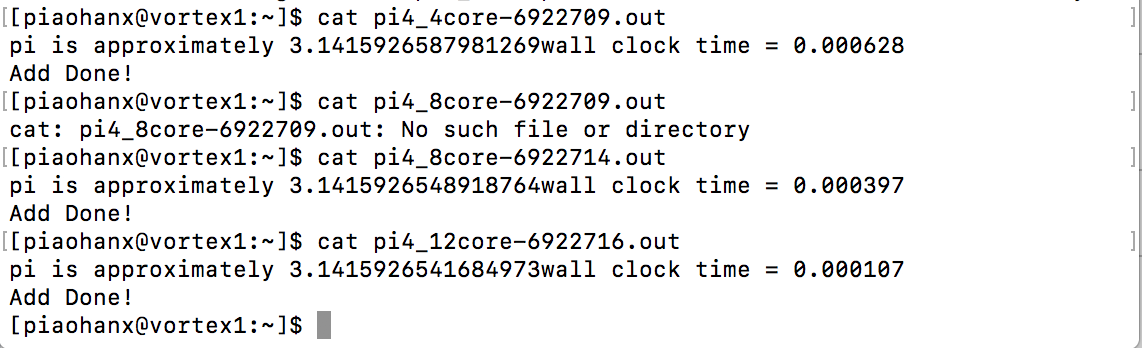 [piaohanx@vortex1:~]$ cat pi4_4core-6922709.out
pi is approximately 3.1415926587981269wall clock time = 0.000628
Add Done!
[piaohanx@vortex1:~]$ cat pi4_8core-6922709.out
cat: pi4_8core-6922709.out: No such file or directory
[piaohanx@vortex1:~]$ cat pi4_8core-6922714.out
pi is approximately 3.1415926548918764wall clock time = 0.000397
Add Done!
[piaohanx@vortex1:~]$ cat pi4_12core-6922716.out
pi is approximately 3.1415926541684973wall clock time = 0.000107
Add Done!
[piaohanx@vortex1:~]$